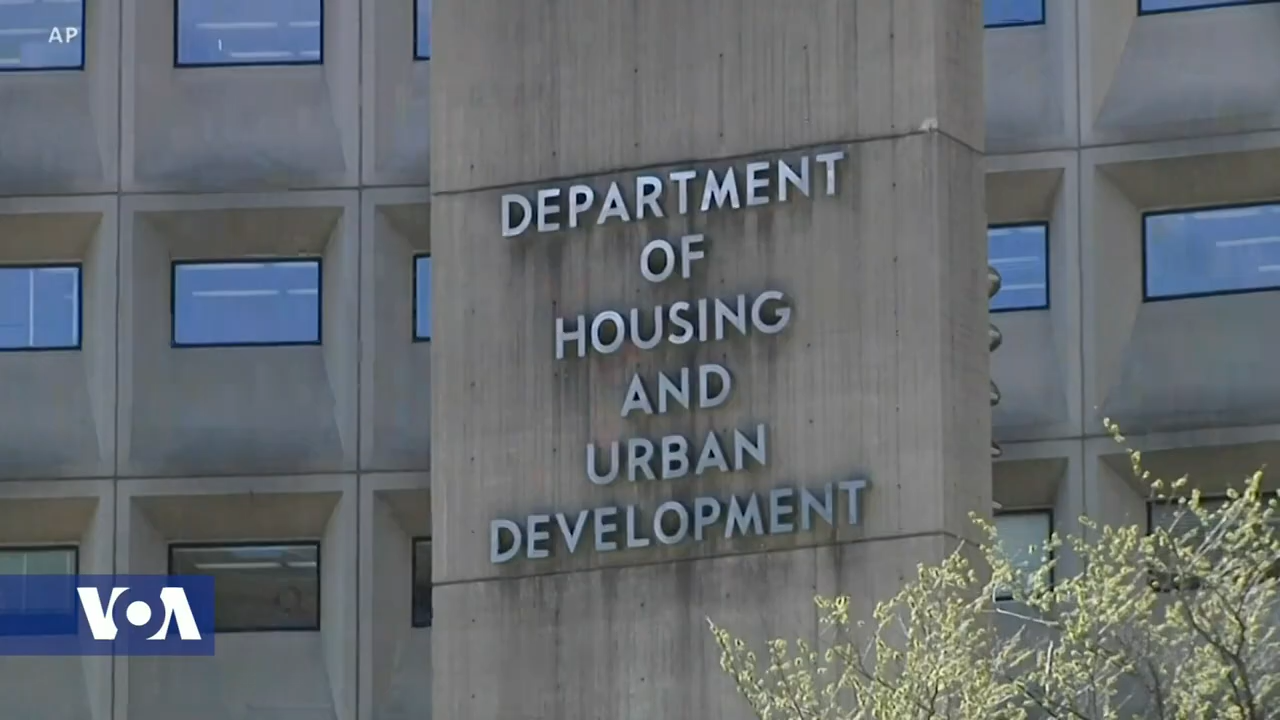 AP
DEPARTMENT
OF
HOUSING
AND
URBAN
DEVELOPMENT
VOA